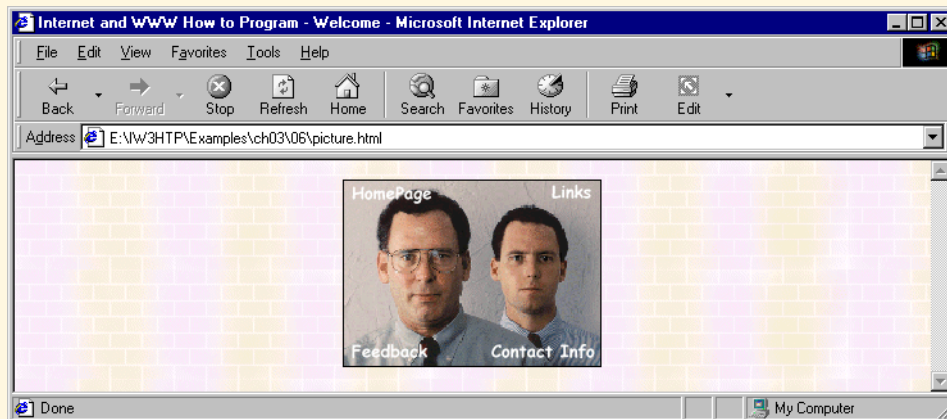 Internet and WWW How to Program - Welcome - Microsoft Internet Explorer
File Edit View Favorites Tools Help
Back Forward Stop Refresh Home Search Favorites History Print Edit
Address E:\IW3HTP\Examples\ch03\06\picture.html
HomePage Links
Feedback Contact Info
Done My Computer